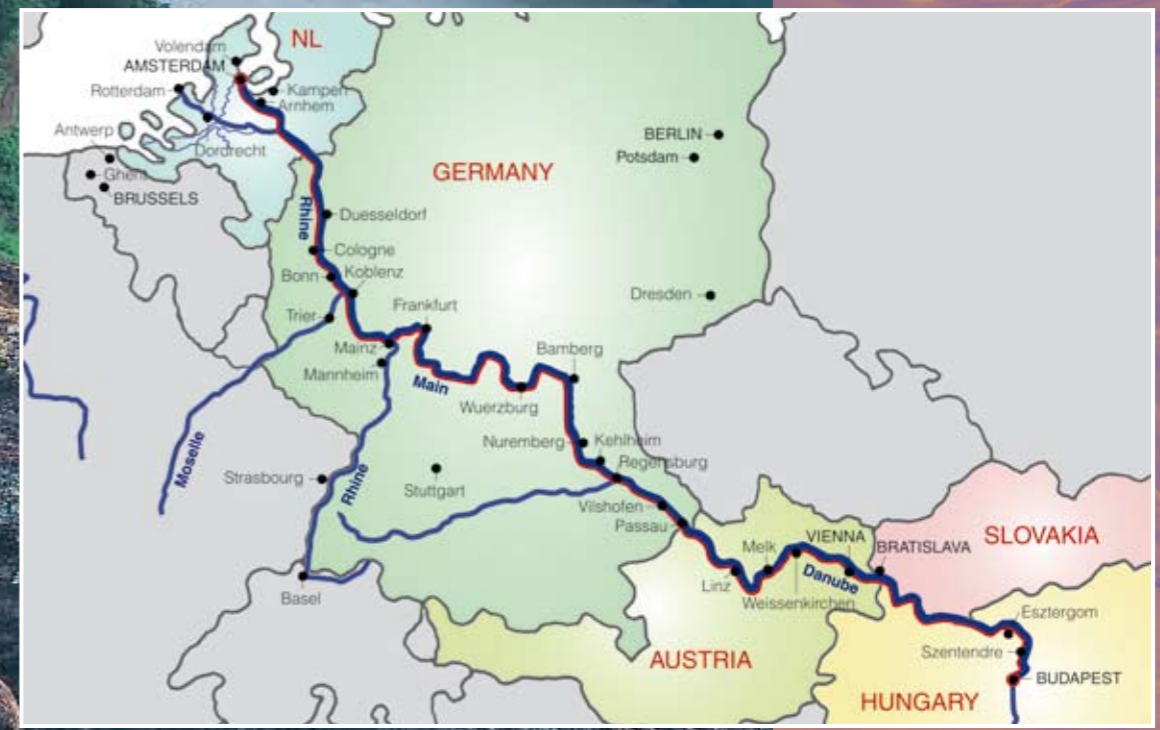 Volendam
NL
AMSTERDAM
Rotterdam
Kampen
Arnhem
Antwerp
Dordrecht
Ghent
BRUSSELS
BERLIN
Potsdam
GERMANY
Rhine
Duesseldorf
Cologne
Bonn
Koblenz
Dresden
Frankfurt
Trier
Mainz
Bamberg
Mannheim
Main
Wuerzburg
Nuremberg
Kehlheim
Moselle
Strasbourg
Rhine
Stuttgart
Regensburg
Vilshofen
Passau
VIENNA
SLOVAKIA
Melk
BRATISLAVA
Linz
Danube
Basel
Weissenkirchen
Esztergom
AUSTRIA
Szentendre
BUDAPEST
HUNGARY